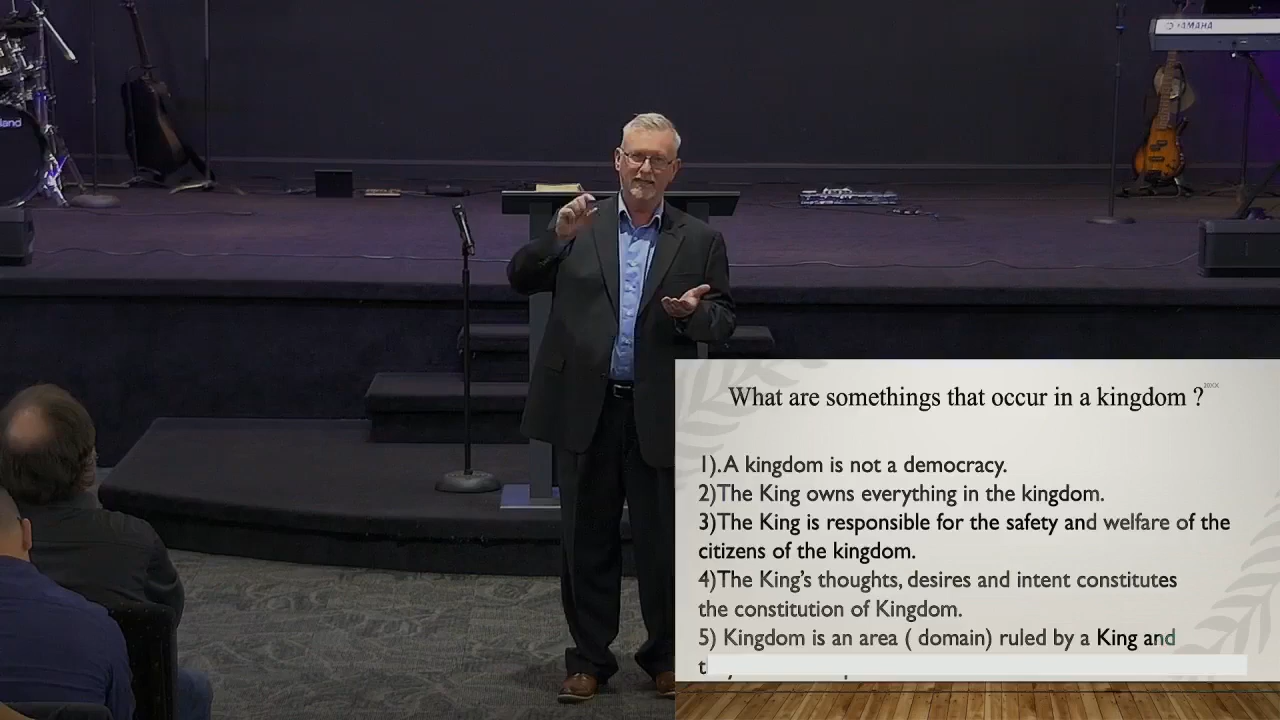 land
YAMAHA
What are somethings that occur in a kingdom ?
20XX
1).A kingdom is not a democracy.
2)The King owns everything in the kingdom.
3)The King is responsible for the safety and welfare of the
citizens of the kingdom.
4)The King’s thoughts, desires and intent constitutes
the constitution of Kingdom.
5) Kingdom is an area ( domain) ruled by a King and